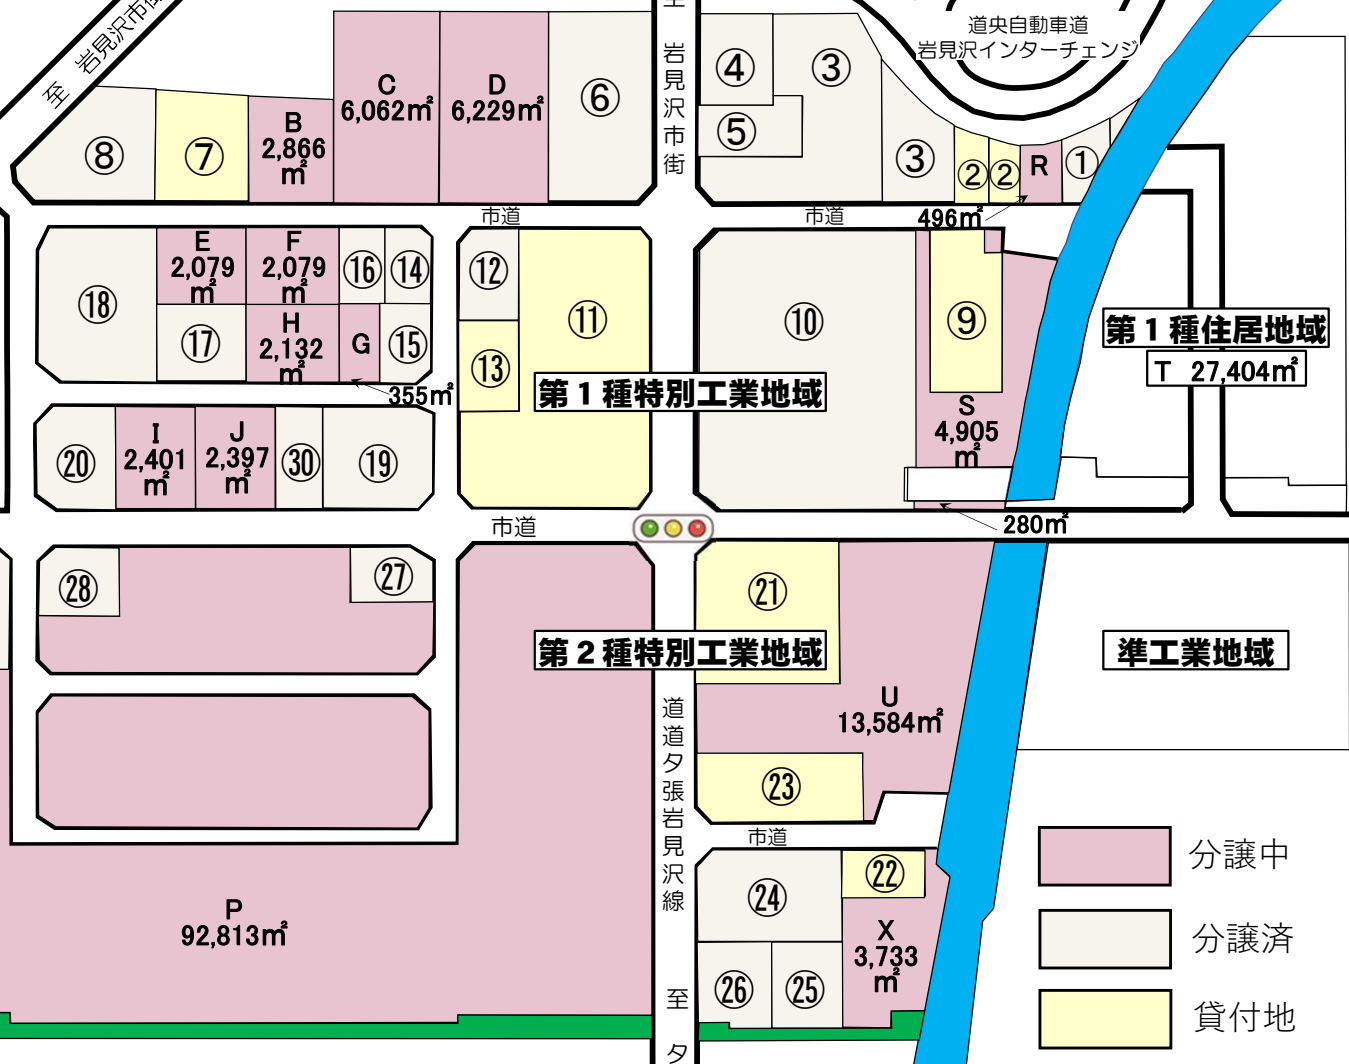 至 岩見沢市街
至
岩見沢市街
道央自動車道
岩見沢インターチェンジ
⑧
⑦
B
2,866
㎡
C
6,062㎡
D
6,229㎡
⑥
④
③
⑤
③
②
②
R
①
496㎡
市道
市道
⑱
E
2,079
㎡
F
2,079
㎡
⑯
⑭
⑰
H
2,132
㎡
G
⑮
355㎡
⑫
⑬
⑪
⑩
⑨
S
4,905
㎡
280㎡
第1種住居地域
T 27,404㎡
第1種特別工業地域
⑳
I
2,401
㎡
J
2,397
㎡
㉚
⑲
市道
㉘
㉗
㉑
第2種特別工業地域
準工業地域
U
13,584㎡
㉓
市道
道道夕張岩見沢線
至
夕
P
92,813㎡
㉔
㉒
X
3,733
㎡
㉖
㉕
分譲中
分譲済
貸付地